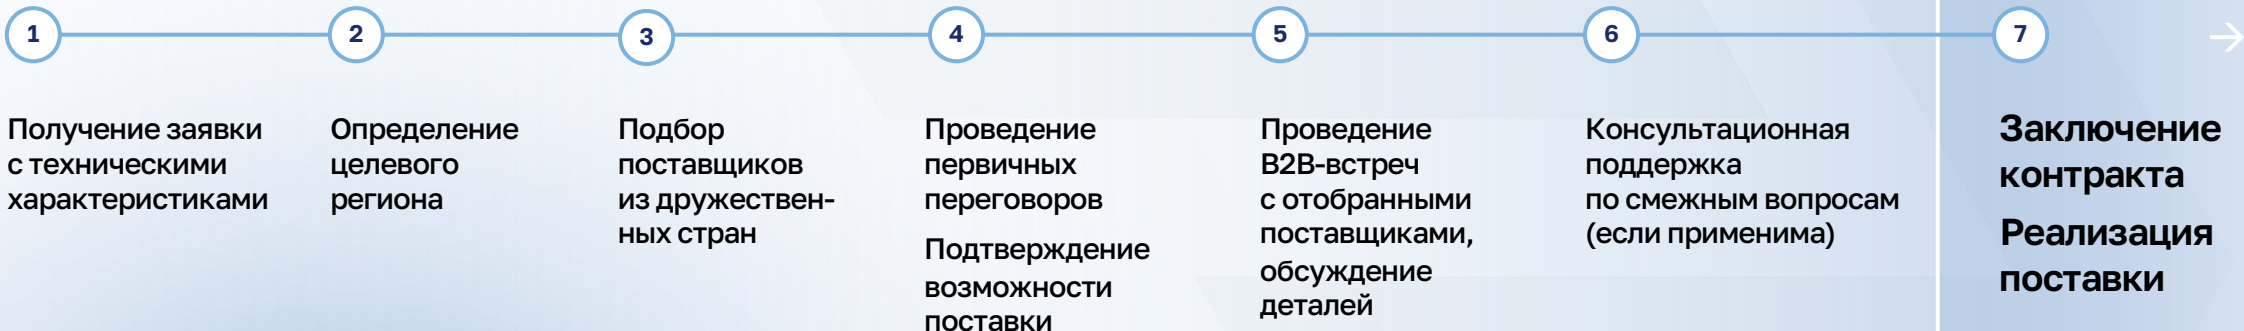 1
Получение заявки
с техническими
характеристиками
2
Определение
целевого
региона
3
Подбор
поставщиков
из дружествен-
ных стран
4
Проведение
первичных
переговоров
Подтверждение
возможности
поставки
5
Проведение
B2B-встреч
с отобранными
поставщиками,
обсуждение
деталей
6
Консультационная
поддержка
по смежным вопросам
(если применима)
7
Заключение
контракта
Реализация
поставки